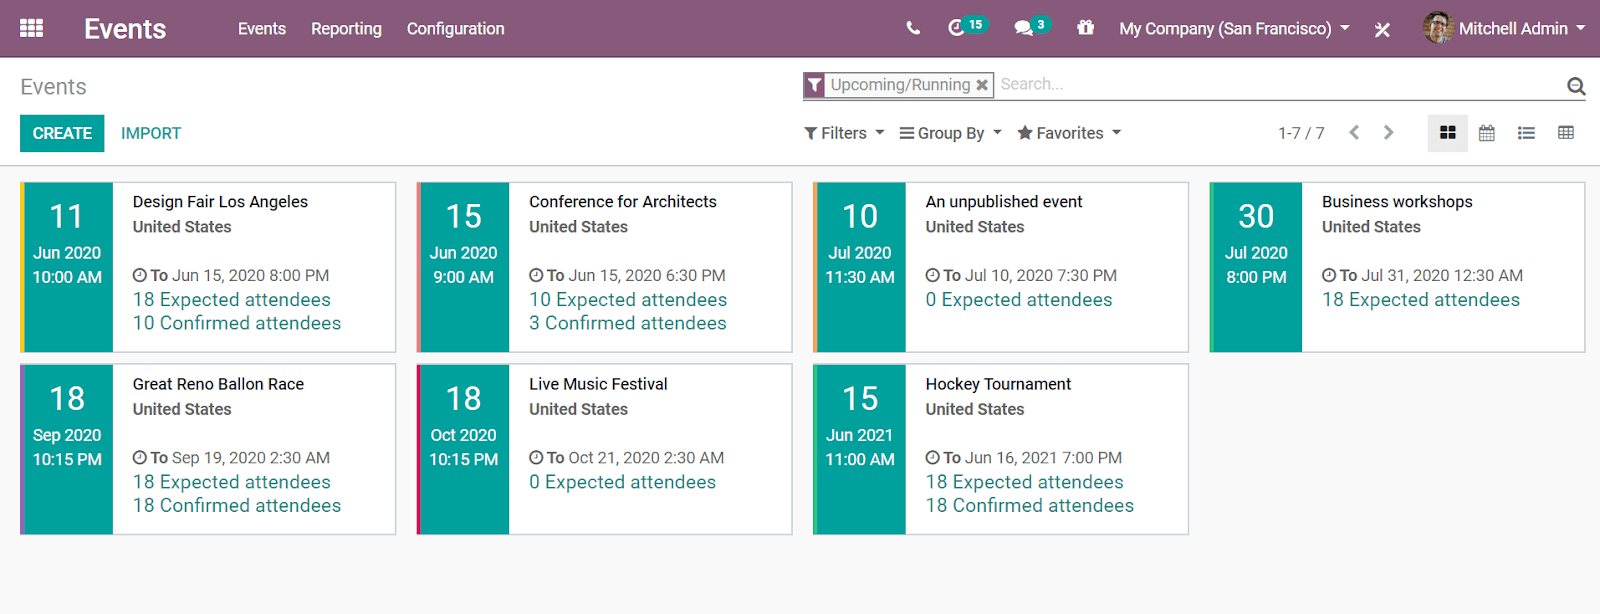 Events Events Reporting Configuration 15 3 My Company (San Francisco) Mitchell Admin
Events
Upcoming/Running Search...
CREATE IMPORT
Filters Group By Favorites 1-7 / 7
11
Jun 2020
10:00 AM
Design Fair Los Angeles
United States
To Jun 15, 2020 8:00 PM
18 Expected attendees
10 Confirmed attendees
15
Jun 2020
9:00 AM
Conference for Architects
United States
To Jun 15, 2020 6:30 PM
10 Expected attendees
3 Confirmed attendees
10
Jul 2020
11:30 AM
An unpublished event
United States
To Jul 10, 2020 7:30 PM
0 Expected attendees
30
Jul 2020
8:00 PM
Business workshops
United States
To Jul 31, 2020 12:30 AM
18 Expected attendees
18
Sep 2020
10:15 PM
Great Reno Ballon Race
United States
To Sep 19, 2020 2:30 AM
18 Expected attendees
18 Confirmed attendees
18
Oct 2020
10:15 PM
Live Music Festival
United States
To Oct 21, 2020 2:30 AM
0 Expected attendees
15
Jun 2021
11:00 AM
Hockey Tournament
United States
To Jun 16, 2021 7:00 PM
18 Expected attendees
18 Confirmed attendees